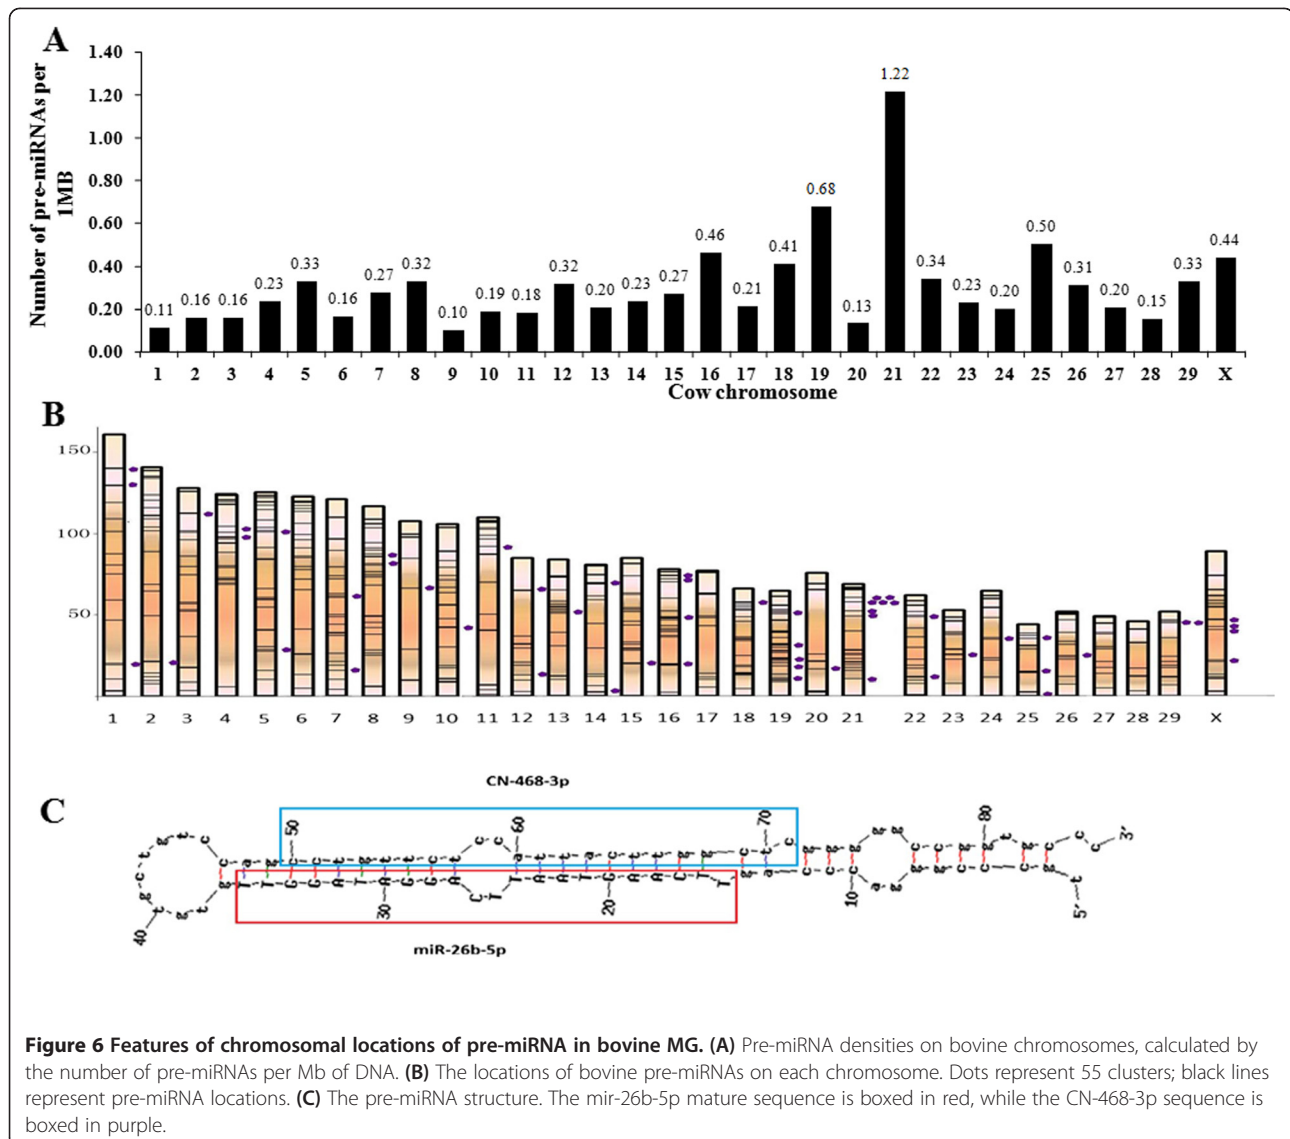 A
Number of pre-miRNAs per
1MB
1.40
1.20
1.00
0.80
0.60
0.40
0.20
0.00
0.11 0.16 0.16 0.23 0.33 0.16 0.27 0.32 0.10 0.19 0.18 0.32 0.20 0.23 0.27 0.46 0.21 0.41 0.68 0.13 1.22 0.34 0.23 0.20 0.50 0.31 0.20 0.15 0.33 0.44
1 2 3 4 5 6 7 8 9 10 11 12 13 14 15 16 17 18 19 20 21 22 23 24 25 26 27 28 29 X
Cow chromosome
B
150
100
50
1 2 3 4 5 6 7 8 9 10 11 12 13 14 15 16 17 18 19 20 21 22 23 24 25 26 27 28 29 X
C
CN-468-3p
50 60 70 80
3'
5'
40 30 20 10
miR-26b-5p
Figure 6 Features of chromosomal locations of pre-miRNA in bovine MG. (A) Pre-miRNA densities on bovine chromosomes, calculated by
the number of pre-miRNAs per Mb of DNA. (B) The locations of bovine pre-miRNAs on each chromosome. Dots represent 55 clusters; black lines
represent pre-miRNA locations. (C) The pre-miRNA structure. The mir-26b-5p mature sequence is boxed in red, while the CN-468-3p sequence is
boxed in purple.